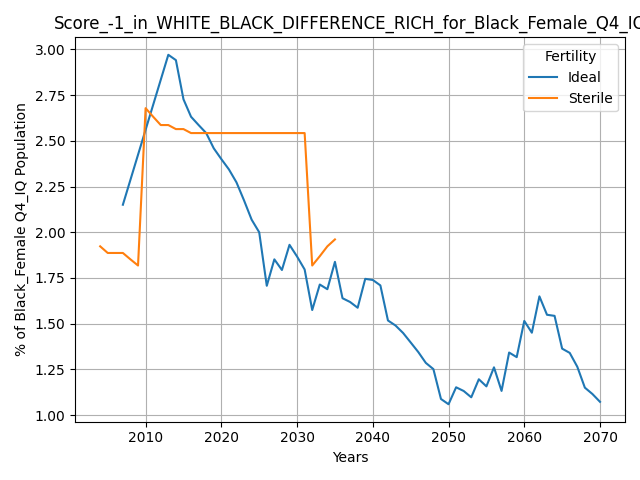 Score_-1_in_WHITE_BLACK_DIFFERENCE_RICH_for_Black_Female_Q4_IQ
Fertility
Ideal
Sterile
% of Black_Female Q4_IQ Population
3.00
2.75
2.50
2.25
2.00
1.75
1.50
1.25
1.00
2010 2020 2030 2040 2050 2060 2070
Years